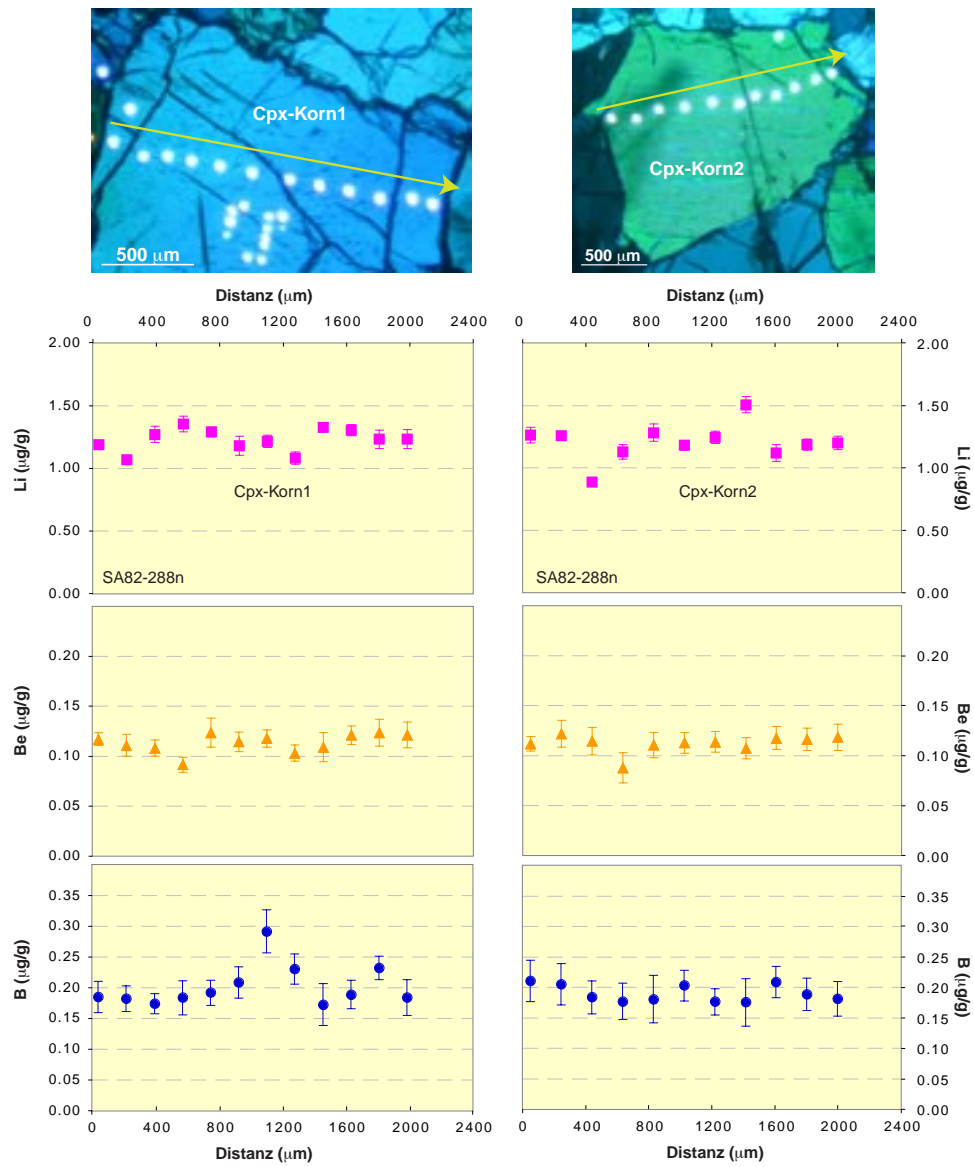 Cpx-Korn1
500 μm
Cpx-Korn2
500 μm
Distanz (μm)
0 400 800 1200 1600 2000 2400
Distanz (μm)
0 400 800 1200 1600 2000 2400
Li (μg/g)
2.00
1.50
1.00
0.50
0.00
Cpx-Korn1
SA82-288n
Cpx-Korn2
SA82-288n
2.00
1.50
1.00
0.50
0.00
Li (μg/g)
Be (μg/g)
0.20
0.15
0.10
0.05
0.00
0.20
0.15
0.10
0.05
0.00
Be (μg/g)
B (μg/g)
0.35
0.30
0.25
0.20
0.15
0.10
0.05
0.00
0.35
0.30
0.25
0.20
0.15
0.10
0.05
0.00
B (μg/g)
0 400 800 1200 1600 2000 2400
Distanz (μm)
0 400 800 1200 1600 2000 2400
Distanz (μm)